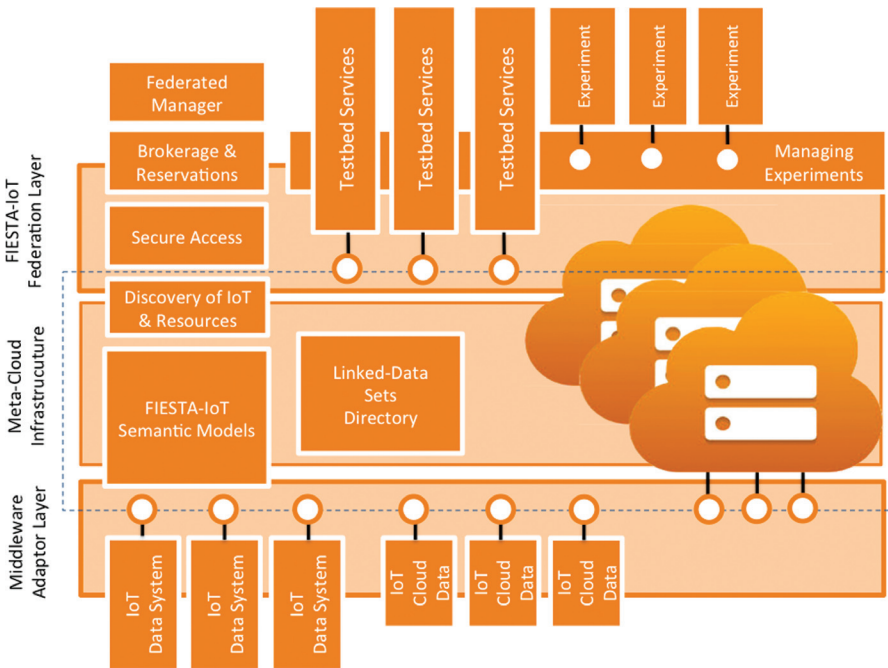 Federated
Manager
Brokerage &
Reservations
Secure Access
Discovery of IoT
& Resources
FIESTA-IoT
Semantic Models
Testbed Services
Testbed Services
Testbed Services
Experiment
Experiment
Experiment
Managing
Experiments
Linked-Data
Sets
Directory
FIESTA-IoT
Federation Layer
Meta-Cloud
Infrastrucuture
Middleware
Adaptor Layer
IoT
Data System
IoT
Data System
IoT
Data System
IoT
Cloud
Data
IoT
Cloud
Data
IoT
Cloud
Data